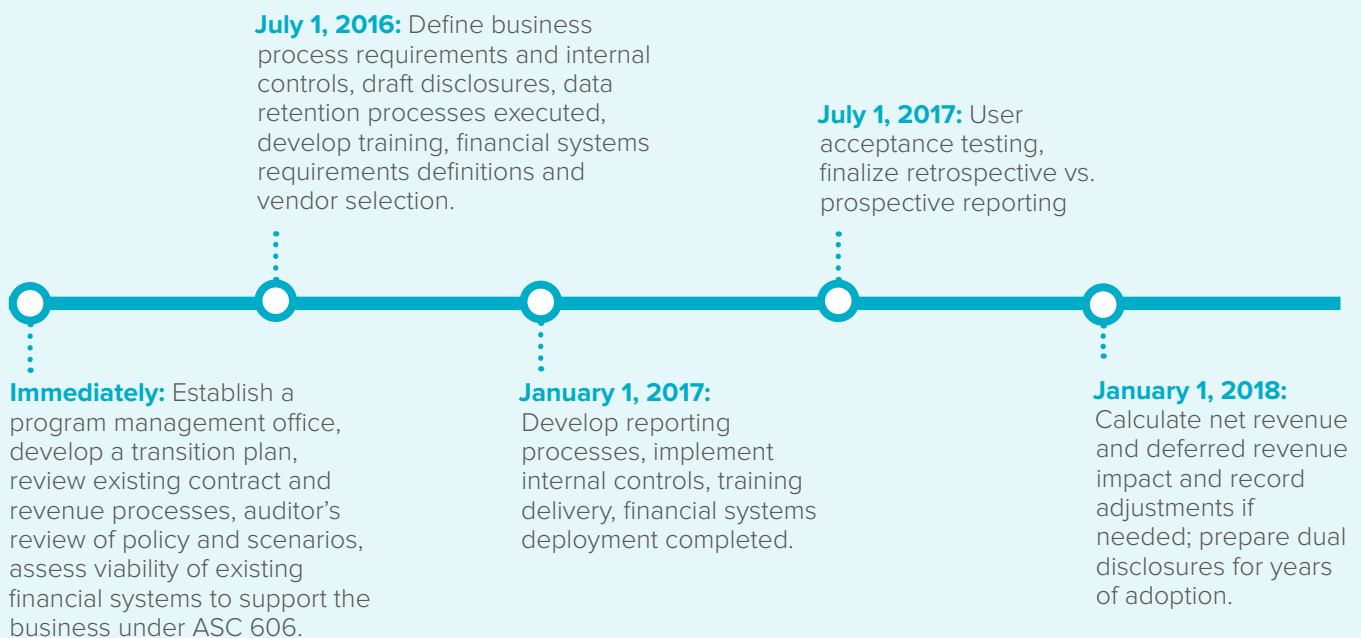 July 1, 2016: Define business
process requirements and internal
controls, draft disclosures, data
retention processes executed,
develop training, financial systems
requirements definitions and
vendor selection.
July 1, 2017: User
acceptance testing,
finalize retrospective vs.
prospective reporting
Immediately: Establish a
program management office,
develop a transition plan,
review existing contract and
revenue processes, auditor’s
review of policy and scenarios,
assess viability of existing
financial systems to support the
business under ASC 606.
January 1, 2017:
Develop reporting
processes, implement
internal controls, training
delivery, financial systems
deployment completed.
January 1, 2018:
Calculate net revenue
and deferred revenue
impact and record
adjustments if
needed; prepare dual
disclosures for years
of adoption.